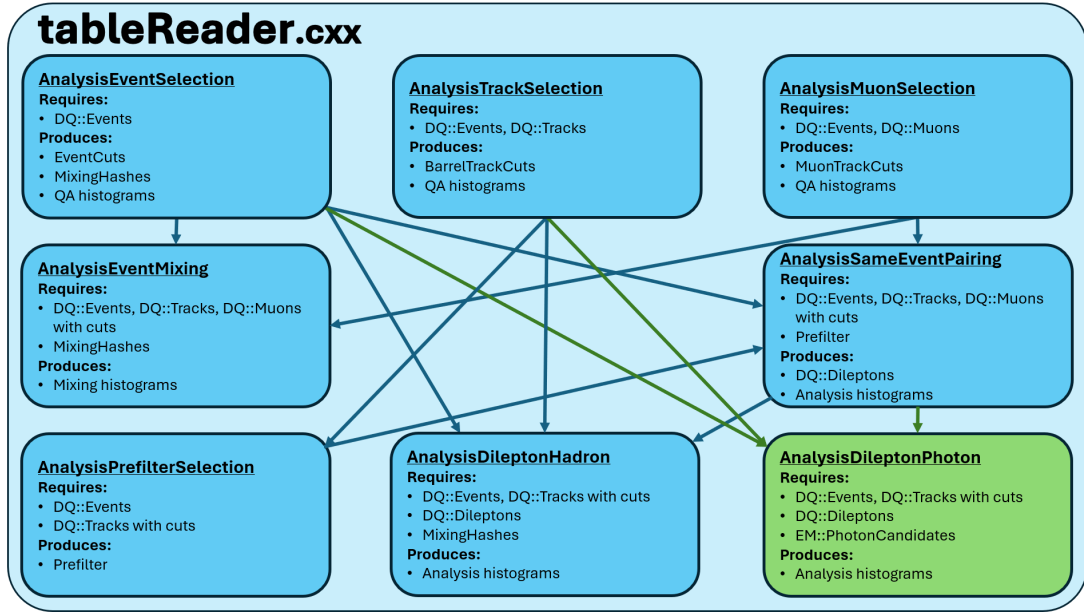 tableReader.cxx
AnalysisEventSelection
Requires:
• DQ::Events
Produces:
• EventCuts
• MixingHashes
• QA histograms
AnalysisTrackSelection
Requires:
• DQ::Events, DQ::Tracks
Produces:
• BarrelTrackCuts
• QA histograms
AnalysisMuonSelection
Requires:
• DQ::Events, DQ::Muons
Produces:
• MuonTrackCuts
• QA histograms
AnalysisEventMixing
Requires:
• DQ::Events, DQ::Tracks, DQ::Muons
with cuts
• MixingHashes
Produces:
• Mixing histograms
AnalysisSameEventPairing
Requires:
• DQ::Events, DQ::Tracks, DQ::Muons
with cuts
• Prefilter
Produces:
• DQ::Dileptons
• Analysis histograms
AnalysisPrefilterSelection
Requires:
• DQ::Events
• DQ::Tracks with cuts
Produces:
• Prefilter
AnalysisDileptonHadron
Requires:
• DQ::Events, DQ::Tracks with cuts
• DQ::Dileptons
• MixingHashes
Produces:
• Analysis histograms
AnalysisDileptonPhoton
Requires:
• DQ::Events, DQ::Tracks with cuts
• DQ::Dileptons
• EM::PhotonCandidates
Produces:
• Analysis histograms